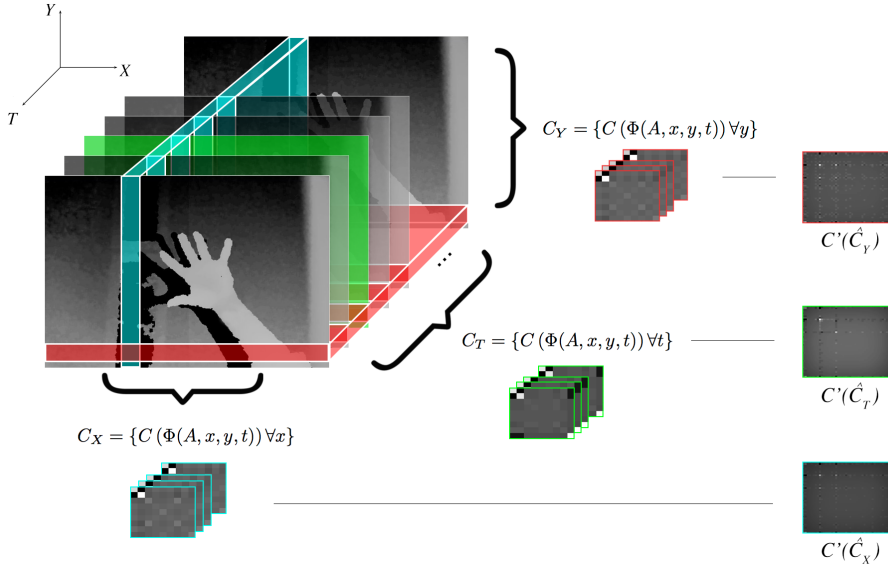 Y
X
T
C_Y = {C (Φ(A, x, y, t)) ∀y}
C'(Ĉ_Y)
...
C_T = {C (Φ(A, x, y, t)) ∀t}
C'(Ĉ_T)
C_X = {C (Φ(A, x, y, t)) ∀x}
C'(Ĉ_X)